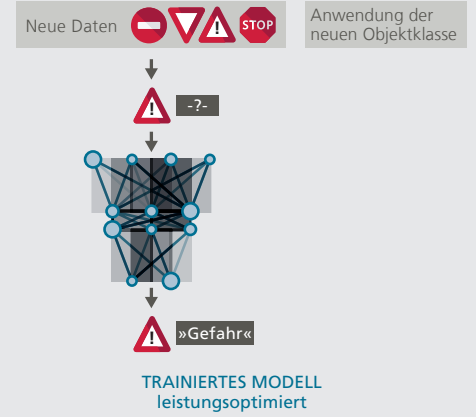 Neue Daten
STOP
Anwendung der
neuen Objektklasse
!
!
-?-
!
»Gefahr«
TRAINIERTES MODELL
leistungsoptimiert